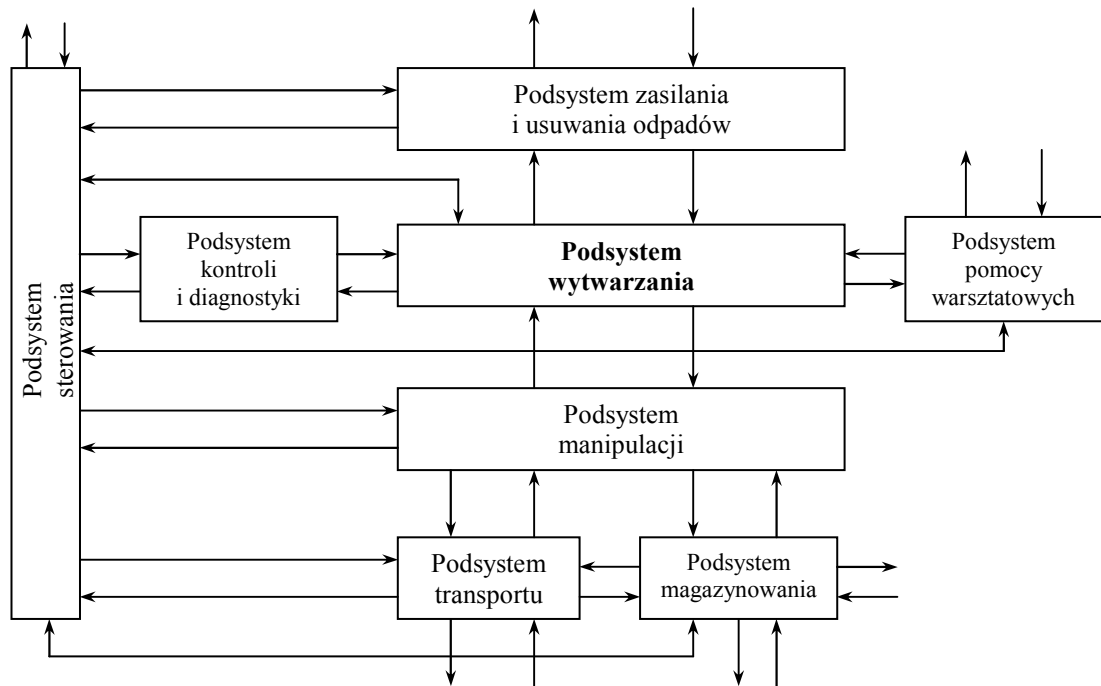 Podsystem zasilania
i usuwania odpadów
Podsystem
sterowania
Podsystem
kontroli
i diagnostyki
Podsystem
wytwarzania
Podsystem
pomocy
warsztatowych
Podsystem
manipulacji
Podsystem
transportu
Podsystem
magazynowania